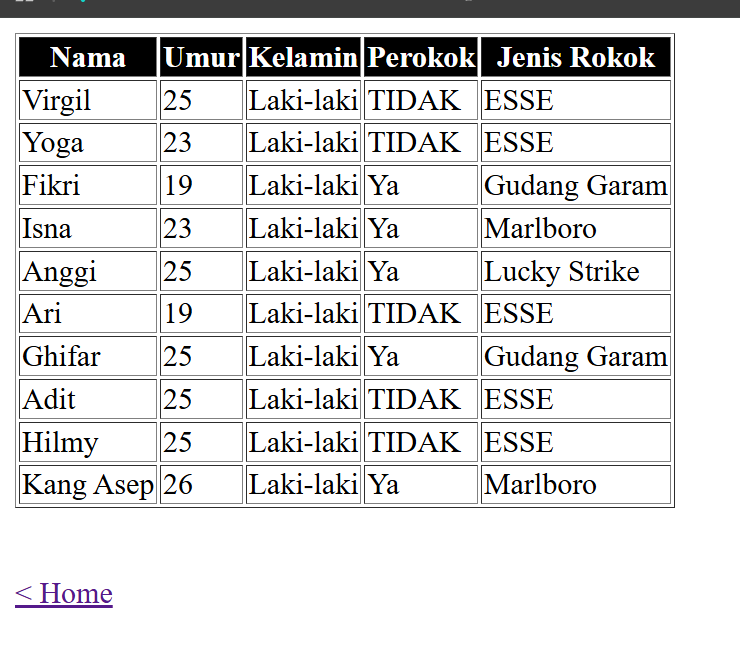 Nama Umur Kelamin Perokok Jenis Rokok
Virgil 25 Laki-laki TIDAK ESSE
Yoga 23 Laki-laki TIDAK ESSE
Fikri 19 Laki-laki Ya Gudang Garam
Isna 23 Laki-laki Ya Marlboro
Anggi 25 Laki-laki Ya Lucky Strike
Ari 19 Laki-laki TIDAK ESSE
Ghifar 25 Laki-laki Ya Gudang Garam
Adit 25 Laki-laki TIDAK ESSE
Hilmy 25 Laki-laki TIDAK ESSE
Kang Asep 26 Laki-laki Ya Marlboro
< Home